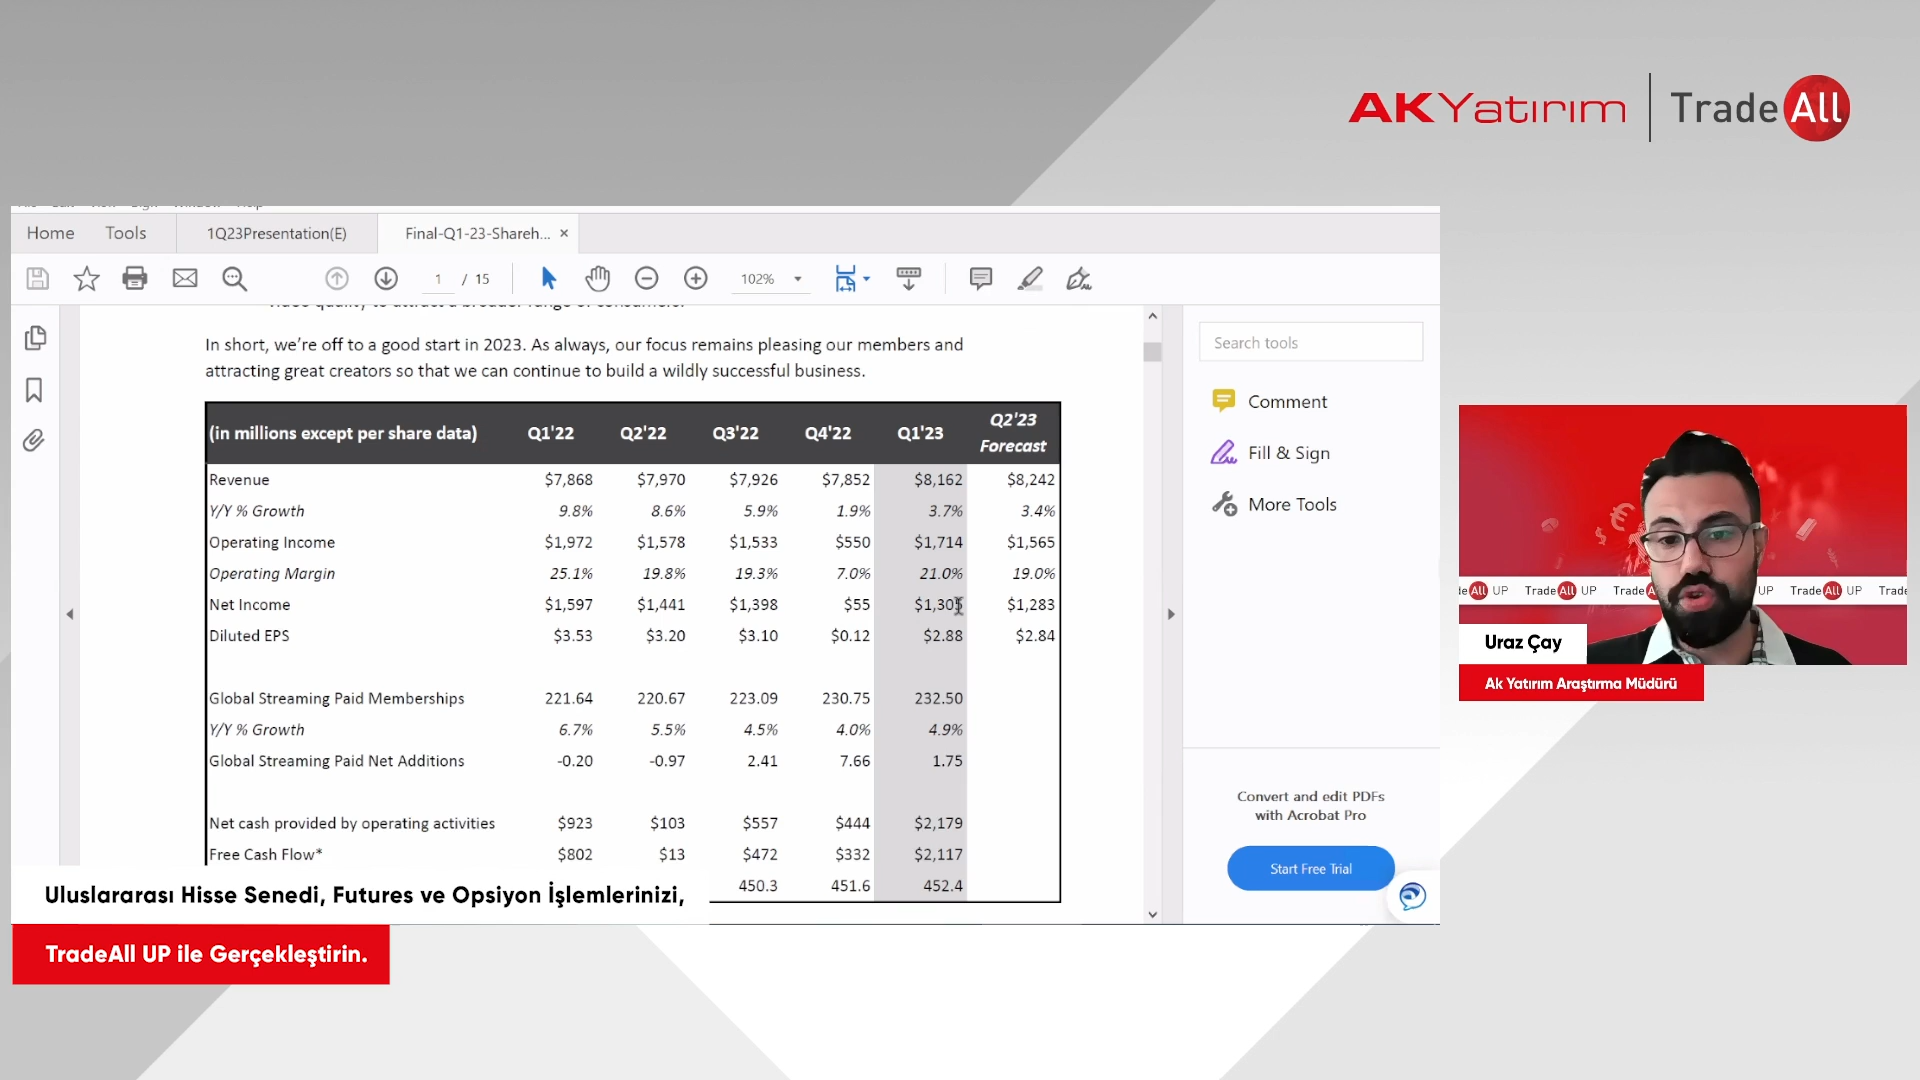 AKYatırım | TradeAll
Home Tools 1Q23Presentation(E) Final-Q1-23-Shareh... ×
1 / 15 102%
In short, we’re off to a good start in 2023. As always, our focus remains pleasing our members and
attracting great creators so that we can continue to build a wildly successful business.
(in millions except per share data) Q1'22 Q2'22 Q3'22 Q4'22 Q1'23 Q2'23 Forecast
Revenue $7,868 $7,970 $7,926 $7,852 $8,162 $8,242
Y/Y % Growth 9.8% 8.6% 5.9% 1.9% 3.7% 3.4%
Operating Income $1,972 $1,578 $1,533 $550 $1,714 $1,565
Operating Margin 25.1% 19.8% 19.3% 7.0% 21.0% 19.0%
Net Income $1,597 $1,441 $1,398 $55 $1,305 $1,283
Diluted EPS $3.53 $3.20 $3.10 $0.12 $2.88 $2.84
Global Streaming Paid Memberships 221.64 220.67 223.09 230.75 232.50
Y/Y % Growth 6.7% 5.5% 4.5% 4.0% 4.9%
Global Streaming Paid Net Additions -0.20 -0.97 2.41 7.66 1.75
Net cash provided by operating activities $923 $103 $557 $444 $2,179
Free Cash Flow* $802 $13 $472 $332 $2,117
450.3 451.6 452.4
Search tools
Comment
Fill & Sign
More Tools
Convert and edit PDFs
with Acrobat Pro
Start Free Trial
All UP TradeAll UP Trade UP TradeAll UP Trade
Uraz Çay
Ak Yatırım Araştırma Müdürü
Uluslararası Hisse Senedi, Futures ve Opsiyon İşlemlerinizi,
TradeAll UP ile Gerçekleştirin.